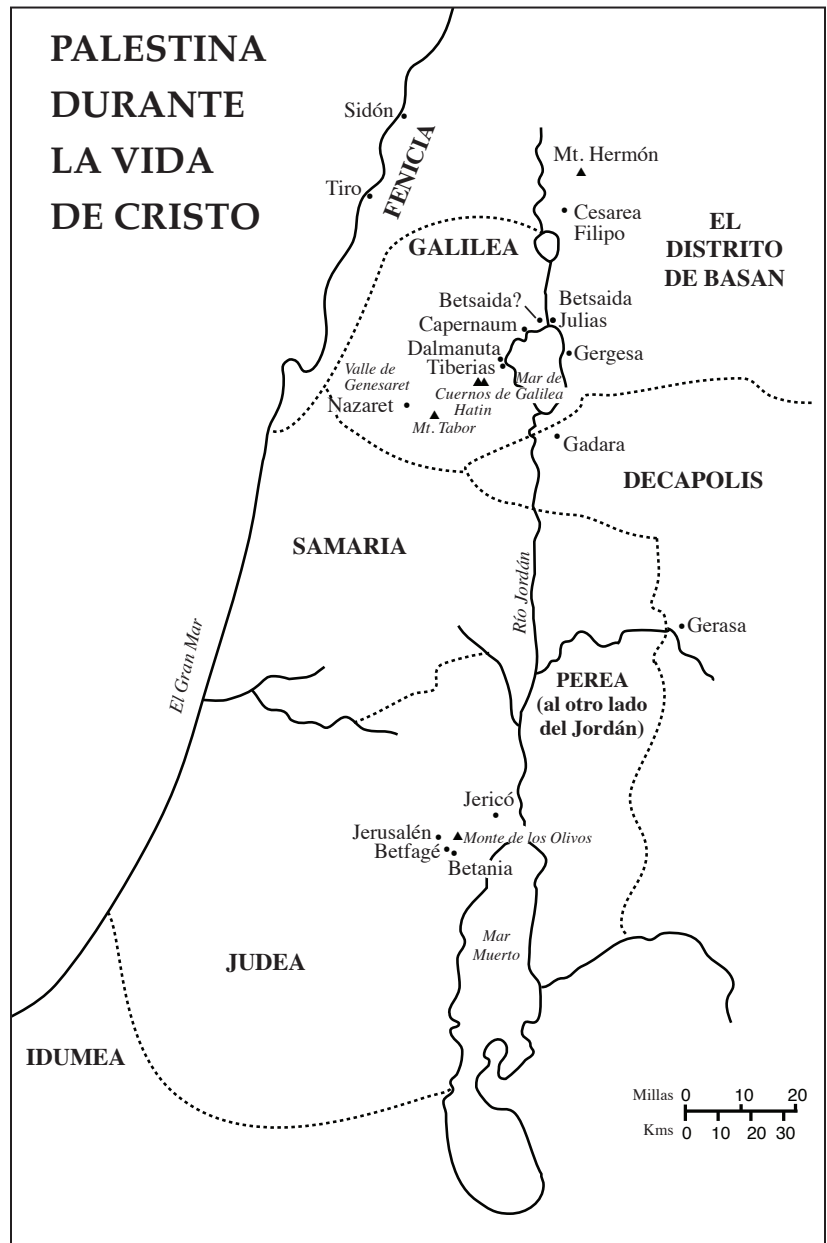 PALESTINA
DURANTE
LA VIDA
DE CRISTO
Sidón
Tiro
FENICIA
Mt. Hermón
Cesarea
Filipo
EL
DISTRITO
DE BASAN
GALILEA
Betsaida?
Betsaida
Julias
Capernaum
Dalmanuta
Tiberias
Gergesa
Valle de
Genesaret
Mar de
Galilea
Cuernos de
Hatin
Nazaret
Mt. Tabor
Gadara
DECAPOLIS
SAMARIA
Río Jordán
Gerasa
El Gran Mar
PEREA
(al otro lado
del Jordán)
Jericó
Jerusalén
Monte de los Olivos
Betfagé
Betania
Mar
Muerto
JUDEA
IDUMEA
Millas 0 10 20
Kms 0 10 20 30